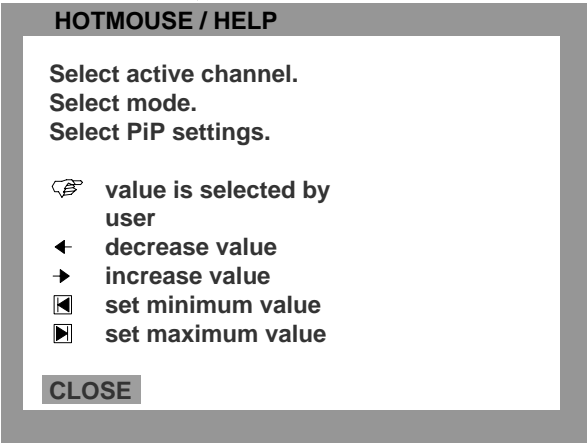 HOTMOUSE / HELP
Select active channel.
Select mode.
Select PiP settings.
value is selected by
user
decrease value
increase value
set minimum value
set maximum value
CLOSE